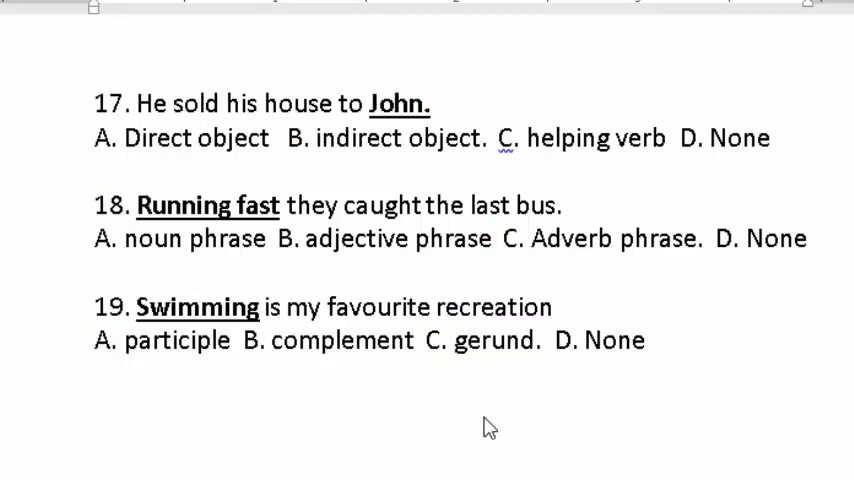 17. He sold his house to John.
A. Direct object B. indirect object. C. helping verb D. None
18. Running fast they caught the last bus.
A. noun phrase B. adjective phrase C. Adverb phrase. D. None
19. Swimming is my favourite recreation
A. participle B. complement C. gerund. D. None